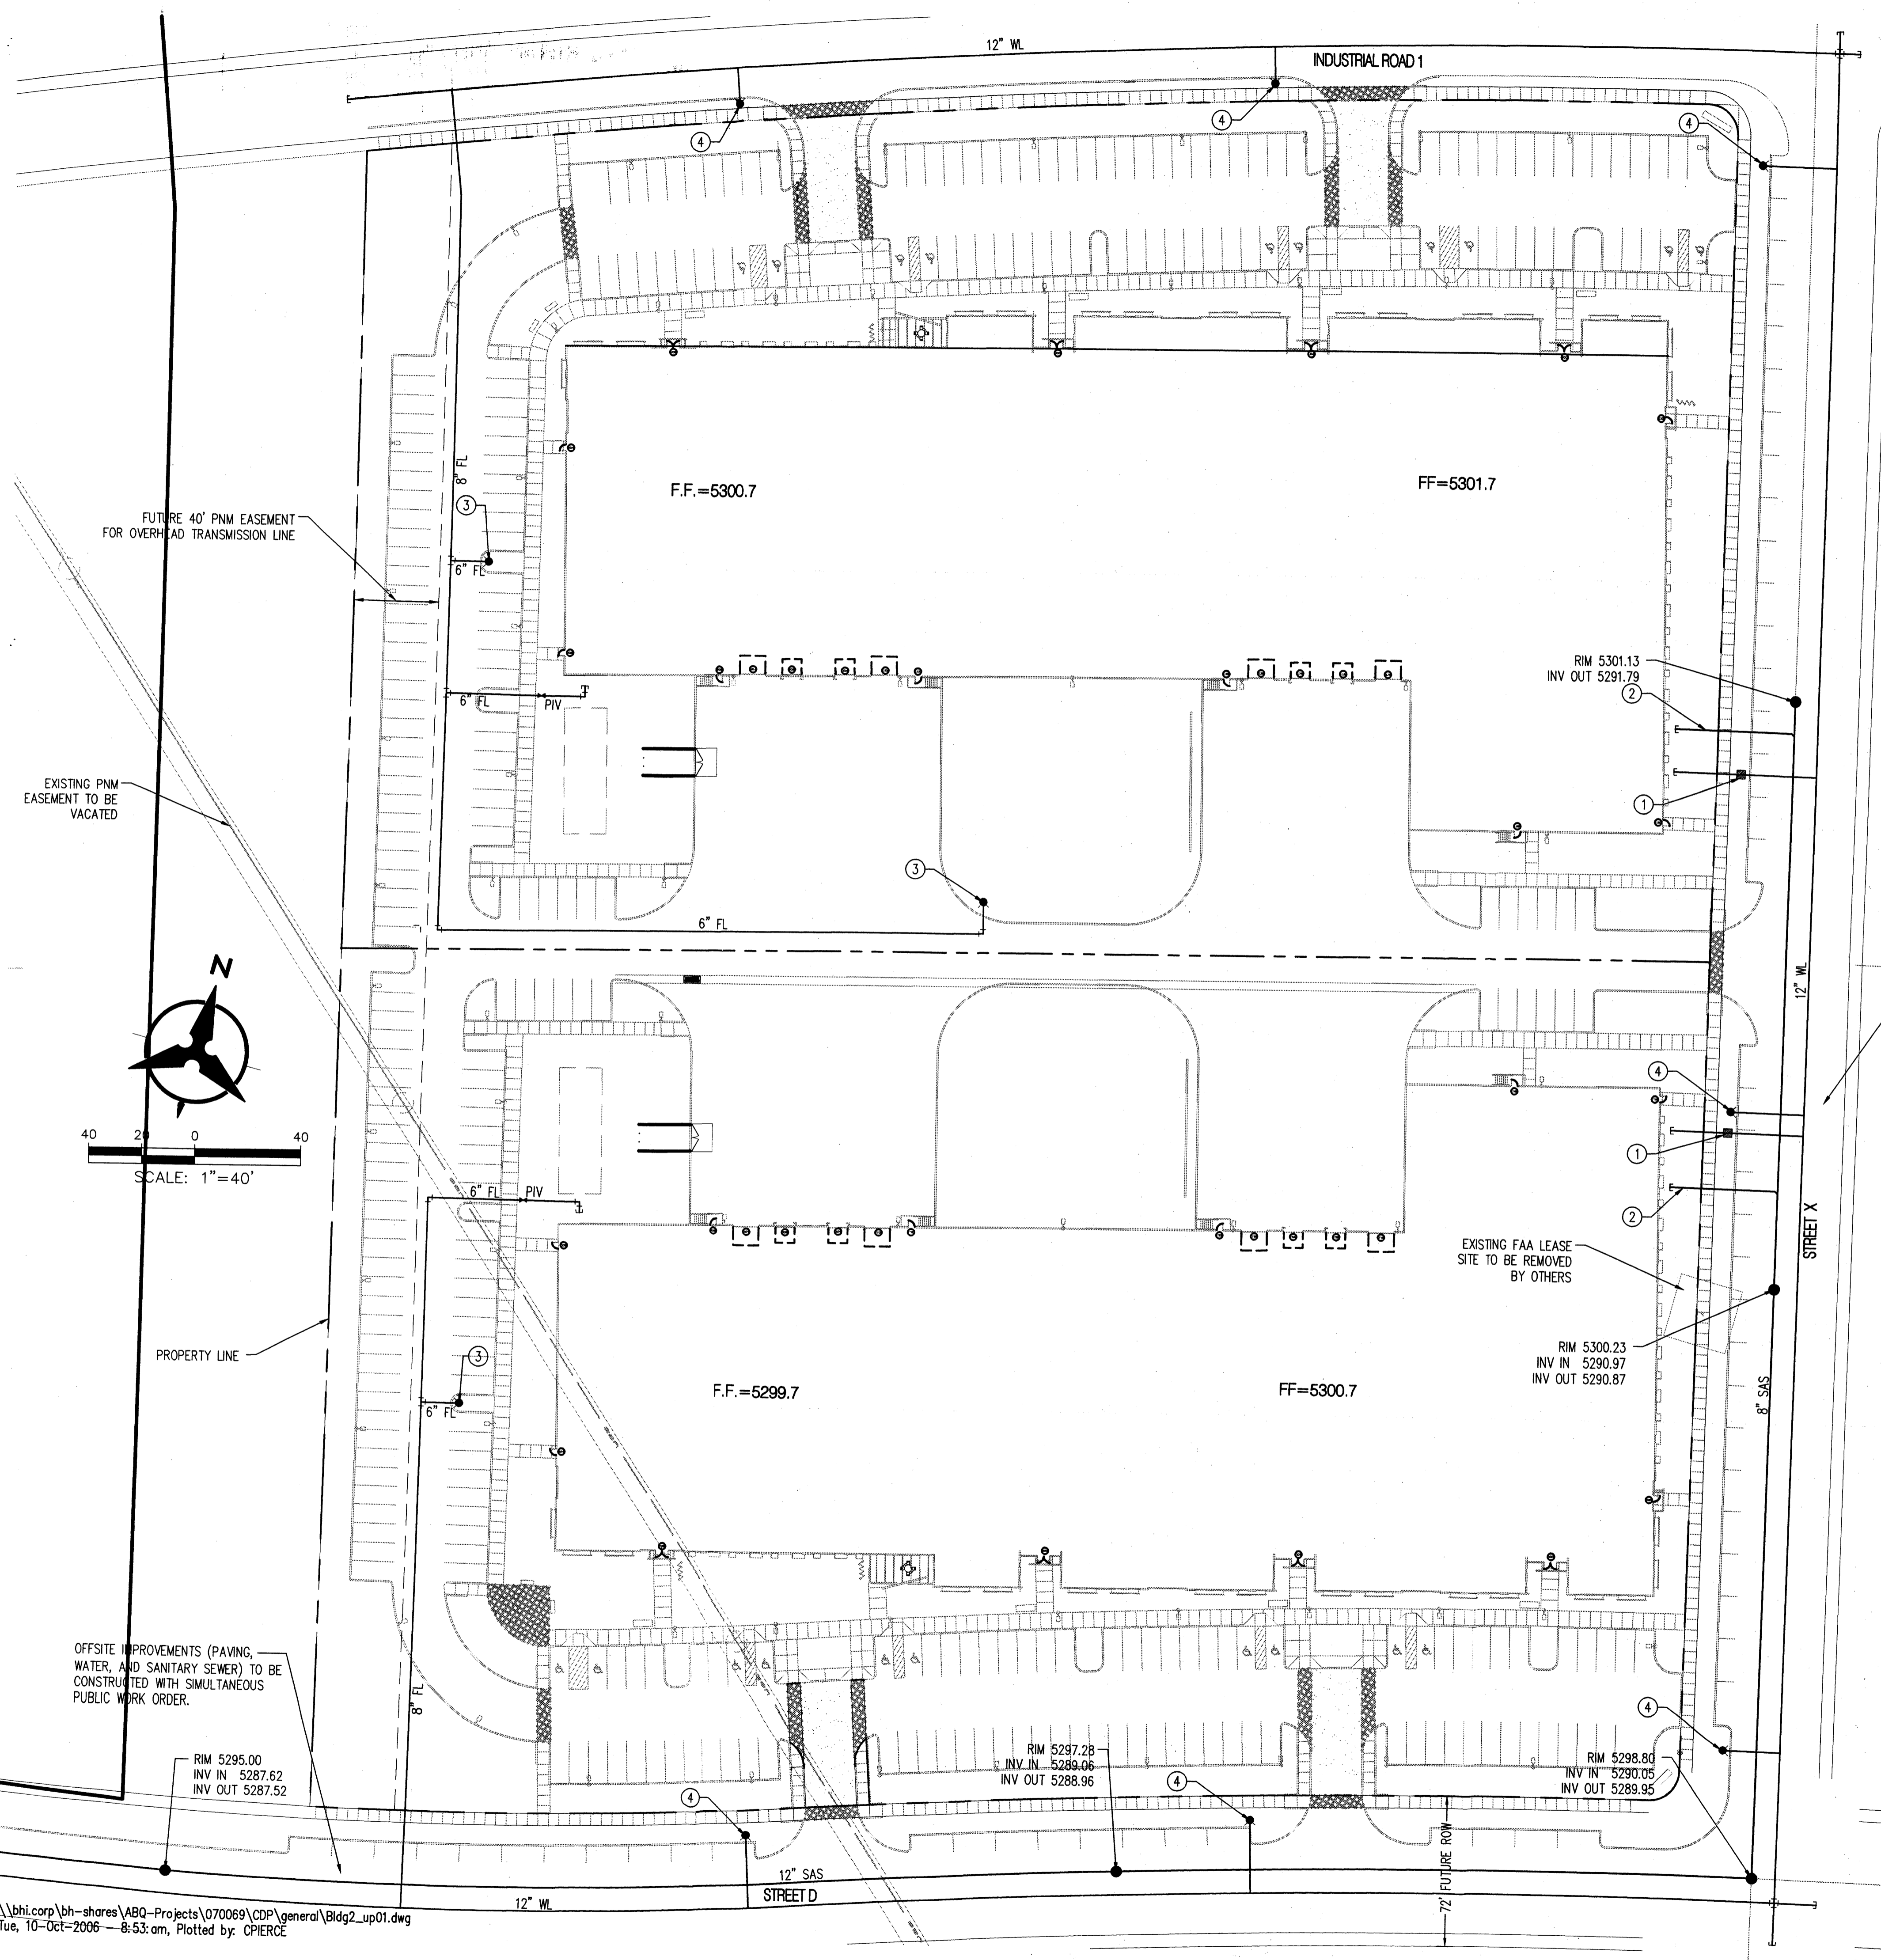 12" WL
INDUSTRIAL ROAD 1
4
4
4
8" FL
3
6" FL
F.F.=5300.7
FF=5301.7
FUTURE 40' PNM EASEMENT
FOR OVERHEAD TRANSMISSION LINE
6" FL
PIV
RIM 5301.13
INV OUT 5291.79
2
1
EXISTING PNM
EASEMENT TO BE
VACATED
3
6" FL
12" WL
N
40 20 0 40
SCALE: 1"=40'
4
1
2
6" FL
PIV
STREET X
EXISTING FAA LEASE
SITE TO BE REMOVED
BY OTHERS
PROPERTY LINE
3
6" FL
F.F.=5299.7
FF=5300.7
RIM 5300.23
INV IN 5290.97
INV OUT 5290.87
8" SAS
OFFSITE IMPROVEMENTS (PAVING,
WATER, AND SANITARY SEWER) TO BE
CONSTRUCTED WITH SIMULTANEOUS
PUBLIC WORK ORDER.
8" FL
4
RIM 5295.00
INV IN 5287.62
INV OUT 5287.52
RIM 5297.28
INV IN 5289.06
INV OUT 5288.96
RIM 5298.80
INV IN 5290.05
INV OUT 5289.95
4
4
72' FUTURE ROW
12" SAS
STREET D
12" WL
\\bhi.corp\bh-shares\ABQ-Projects\070069\CDP\general\Bldg2_up01.dwg
Tue, 10-Oct-2006 - 8:53:am, Plotted by: CPIERCE